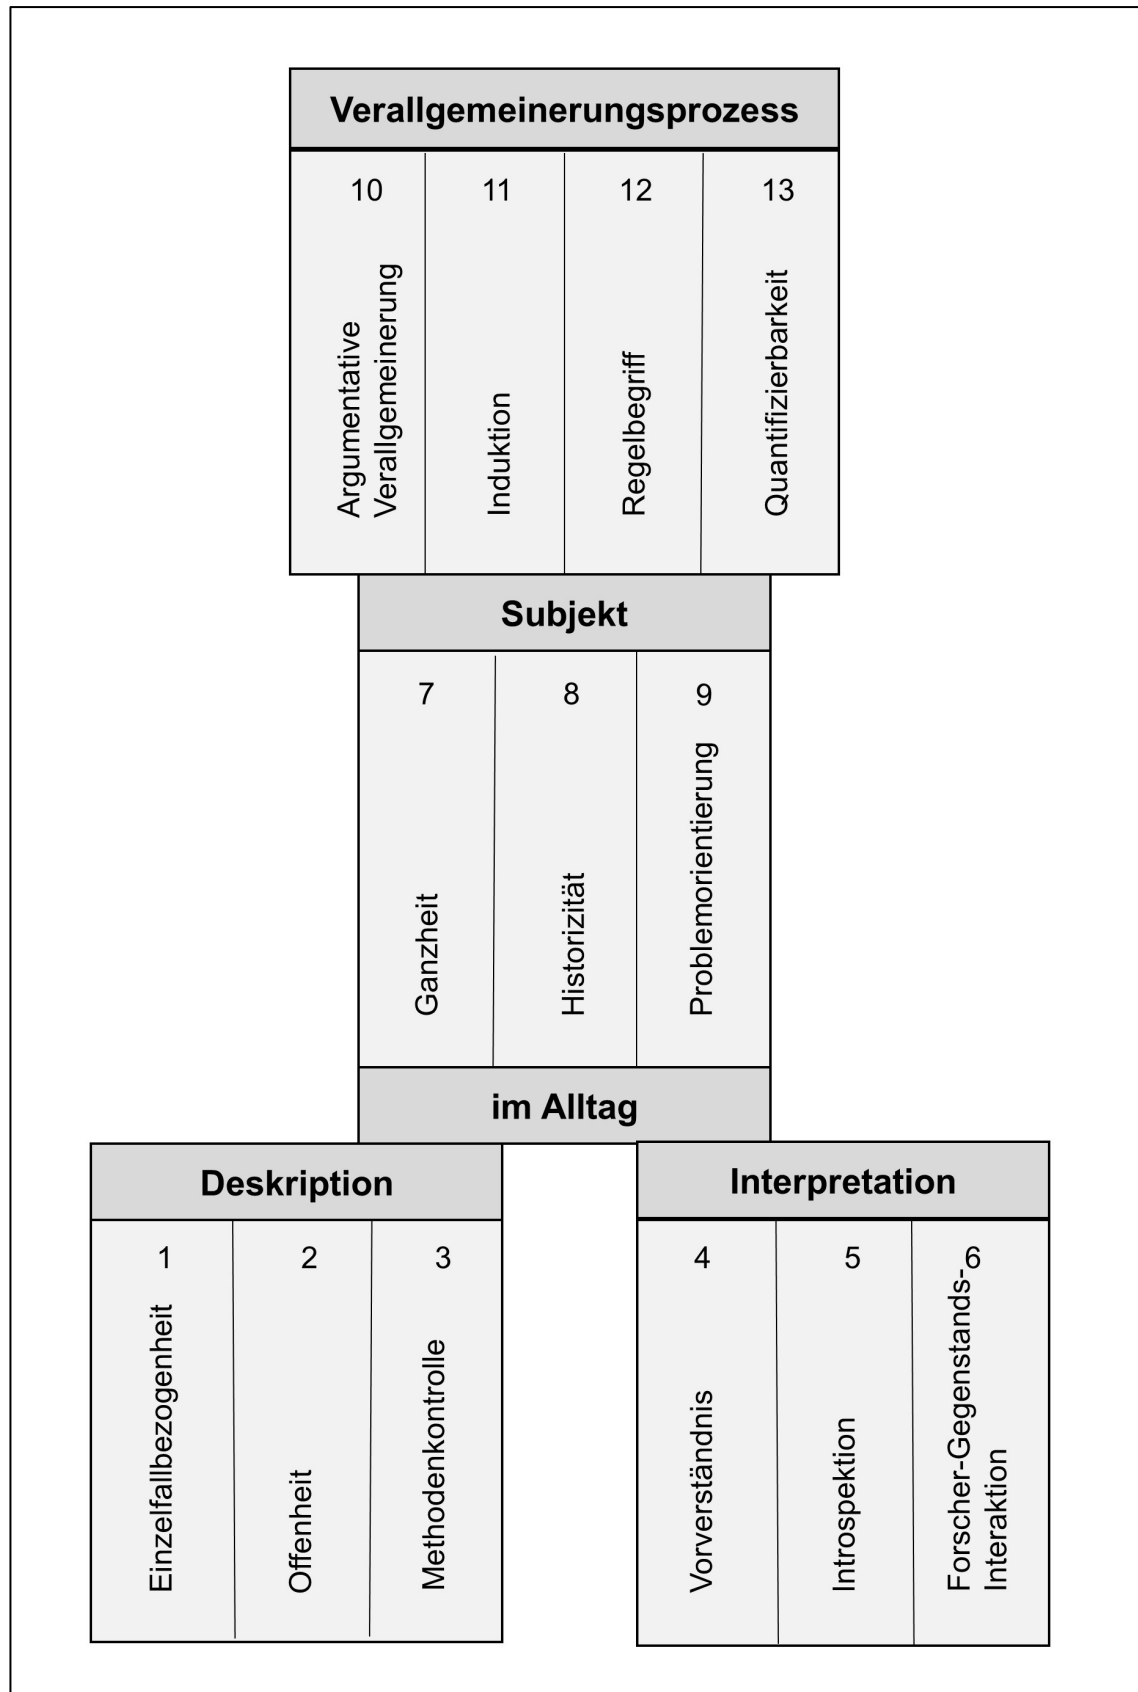 Verallgemeinerungsprozess
10
11
12
13
Argumentative
Verallgemeinerung
Induktion
Regelbegriff
Quantifizierbarkeit
Subjekt
7
8
9
Ganzheit
Historizität
Problemorientierung
im Alltag
Deskription
1
2
3
Einzelfallbezogenheit
Offenheit
Methodenkontrolle
Interpretation
4
5
6
Vorverständnis
Introspektion
Forscher-Gegenstands-
Interaktion